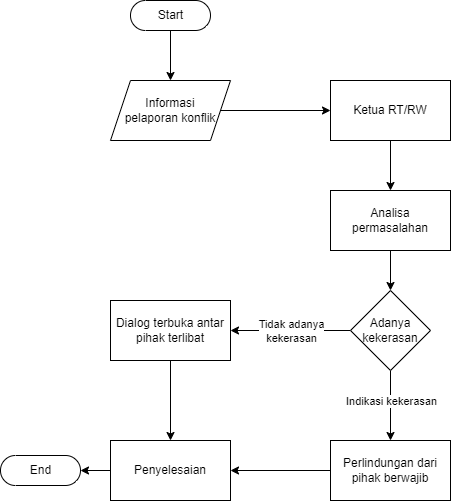 Start
Informasi
pelaporan konflik
Ketua RT/RW
Analisa
permasalahan
Adanya
kekerasan
Tidak adanya
kekerasan
Dialog terbuka antar
pihak terlibat
Indikasi kekerasan
Perlindungan dari
pihak berwajib
Penyelesaian
End